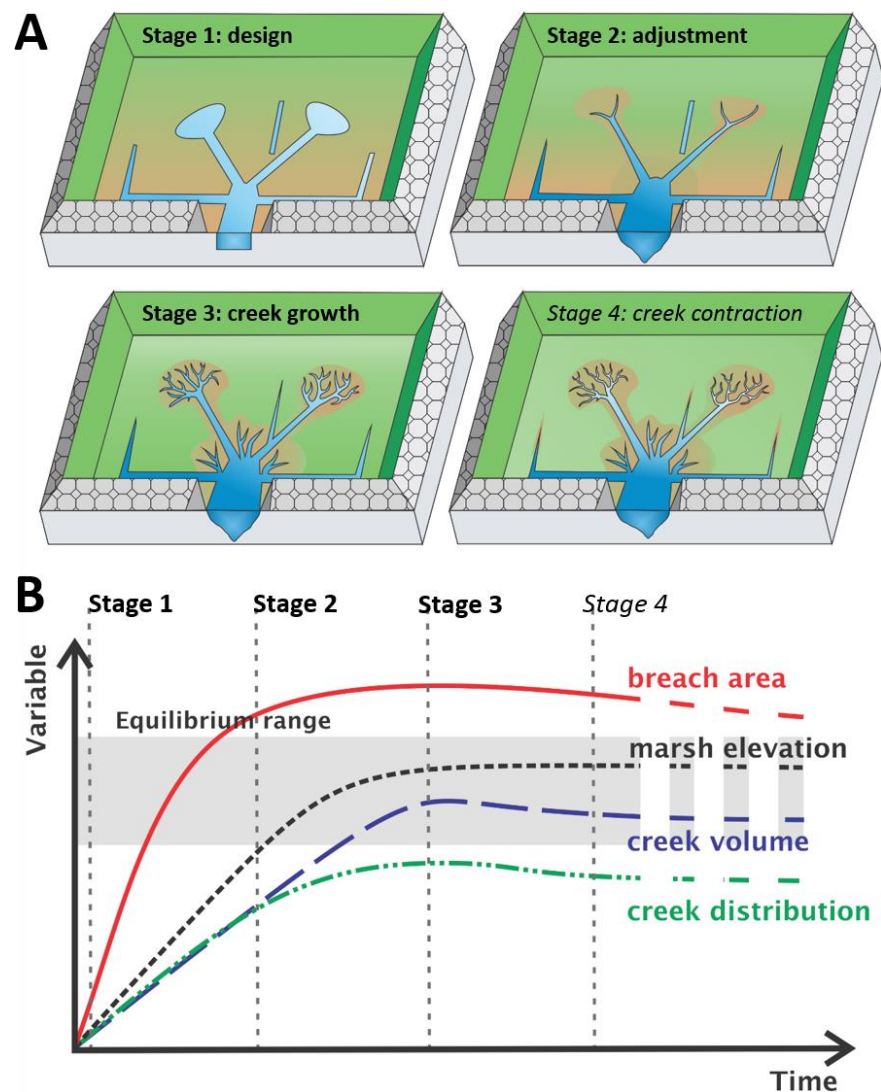 A
Stage 1: design
Stage 2: adjustment
Stage 3: creek growth
Stage 4: creek contraction
B
Stage 1
Stage 2
Stage 3
Stage 4
Variable
Equilibrium range
breach area
marsh elevation
creek volume
creek distribution
Time